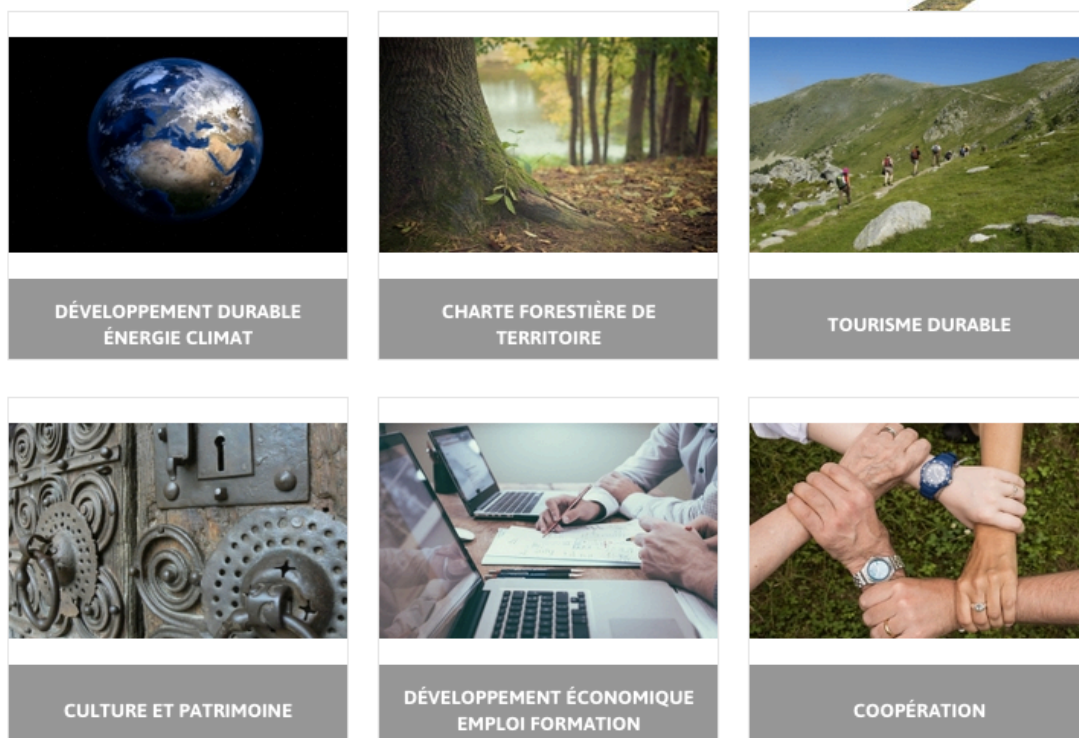 DÉVELOPPEMENT DURABLE
ÉNERGIE CLIMAT
CHARTE FORESTIÈRE DE
TERRITOIRE
TOURISME DURABLE
CULTURE ET PATRIMOINE
DÉVELOPPEMENT ÉCONOMIQUE
EMPLOI FORMATION
COOPÉRATION